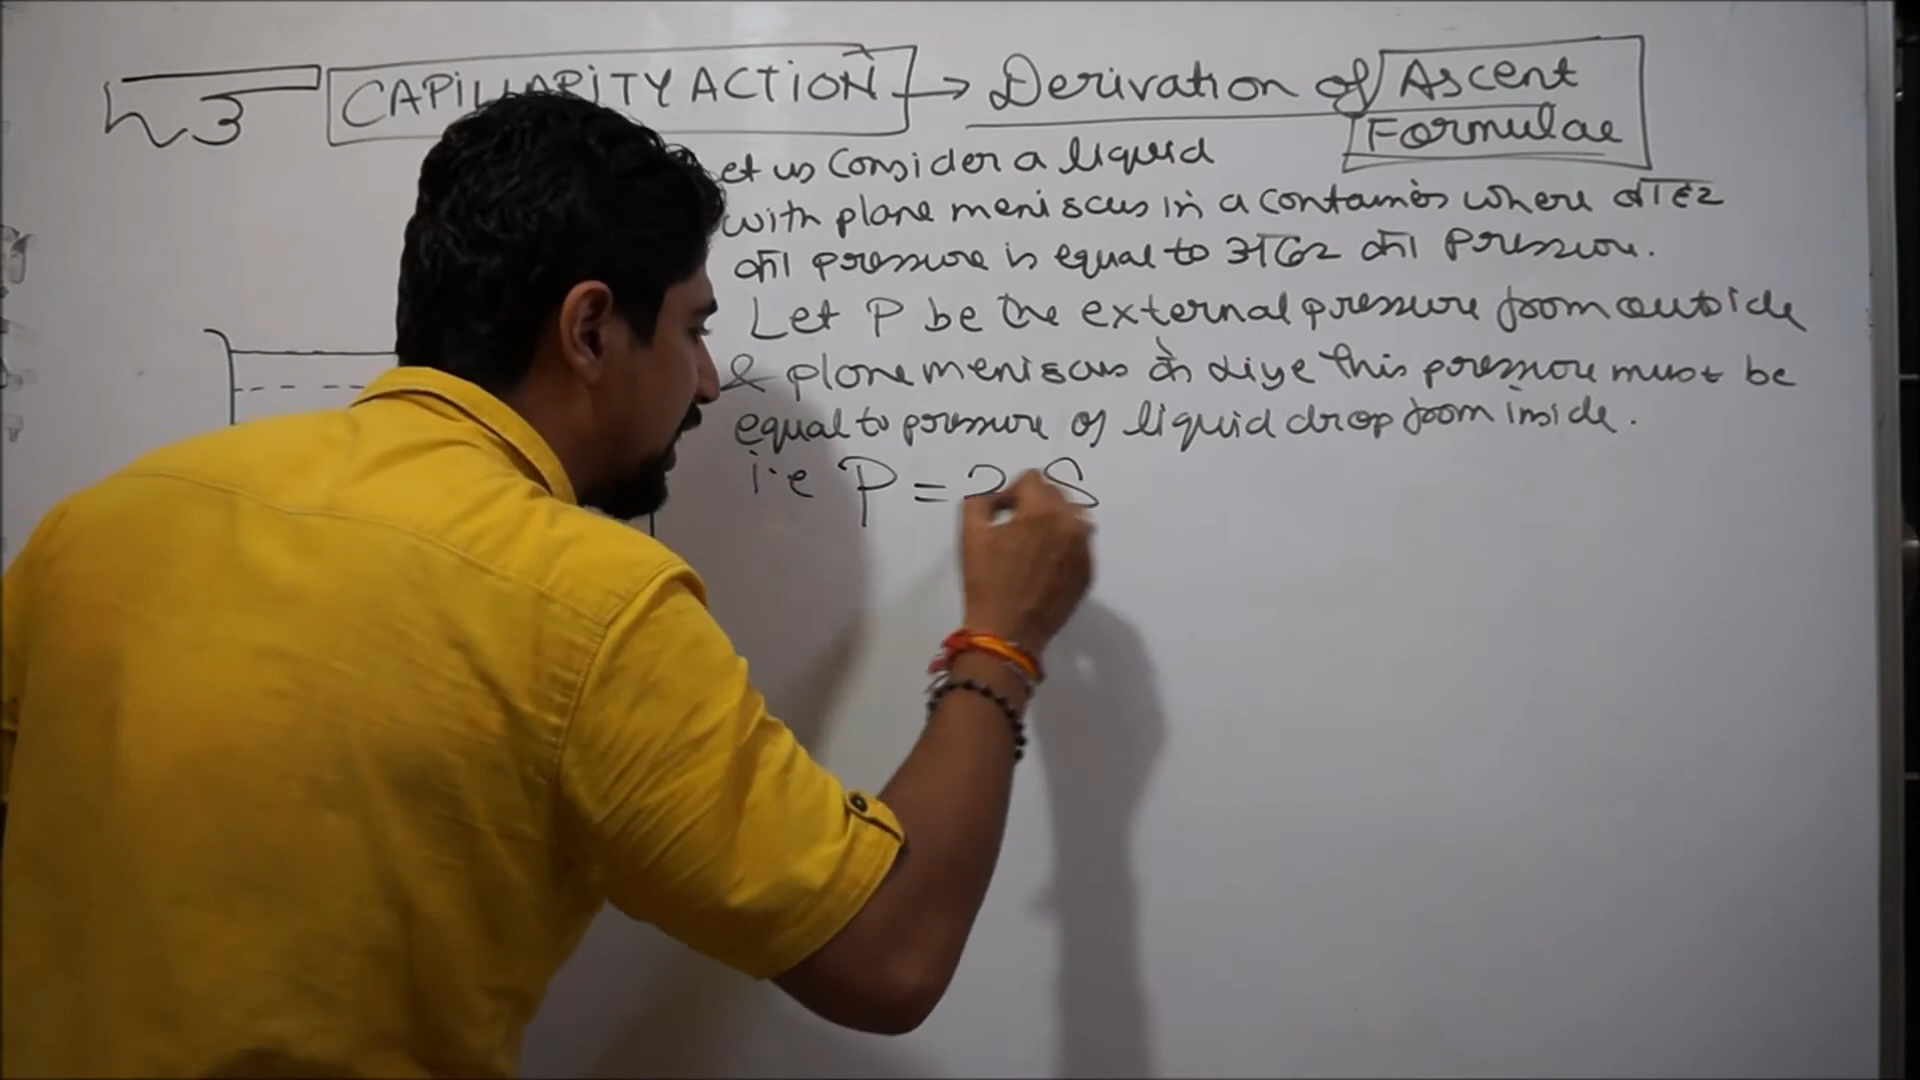 CAPILLARITY ACTION → Derivation of Ascent
Formulae
et us Consider a liquid
with plane meniscus in a container where बाहर
की pressure is equal to अंदर की Pressure.
Let P be the external pressure from outside
& plane meniscus के liye this pressure must be
equal to pressure of liquid drop from inside.
i.e P = 2 S